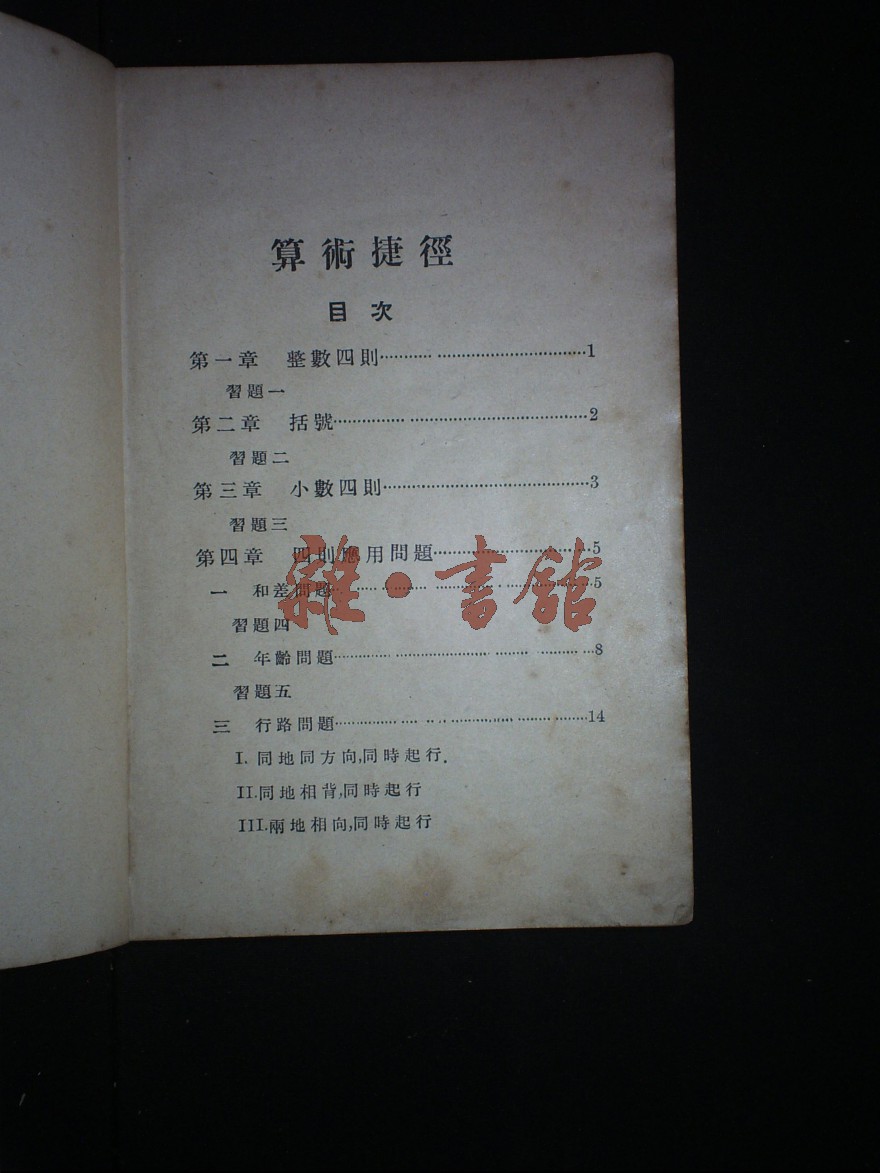 算術捷徑
目次
第一章 整數四則…………………………1
習題一
第二章 括號…………………………2
習題二
第三章 小數四則…………………………3
習題三
第四章 四則應用問題…………………………5
一 和差問題…………………………5
習題四
二 年齡問題…………………………8
習題五
三 行路問題…………………………14
I. 同地同方向,同時起行.
II.同地相背,同時起行
III.兩地相向,同時起行
雜·書館